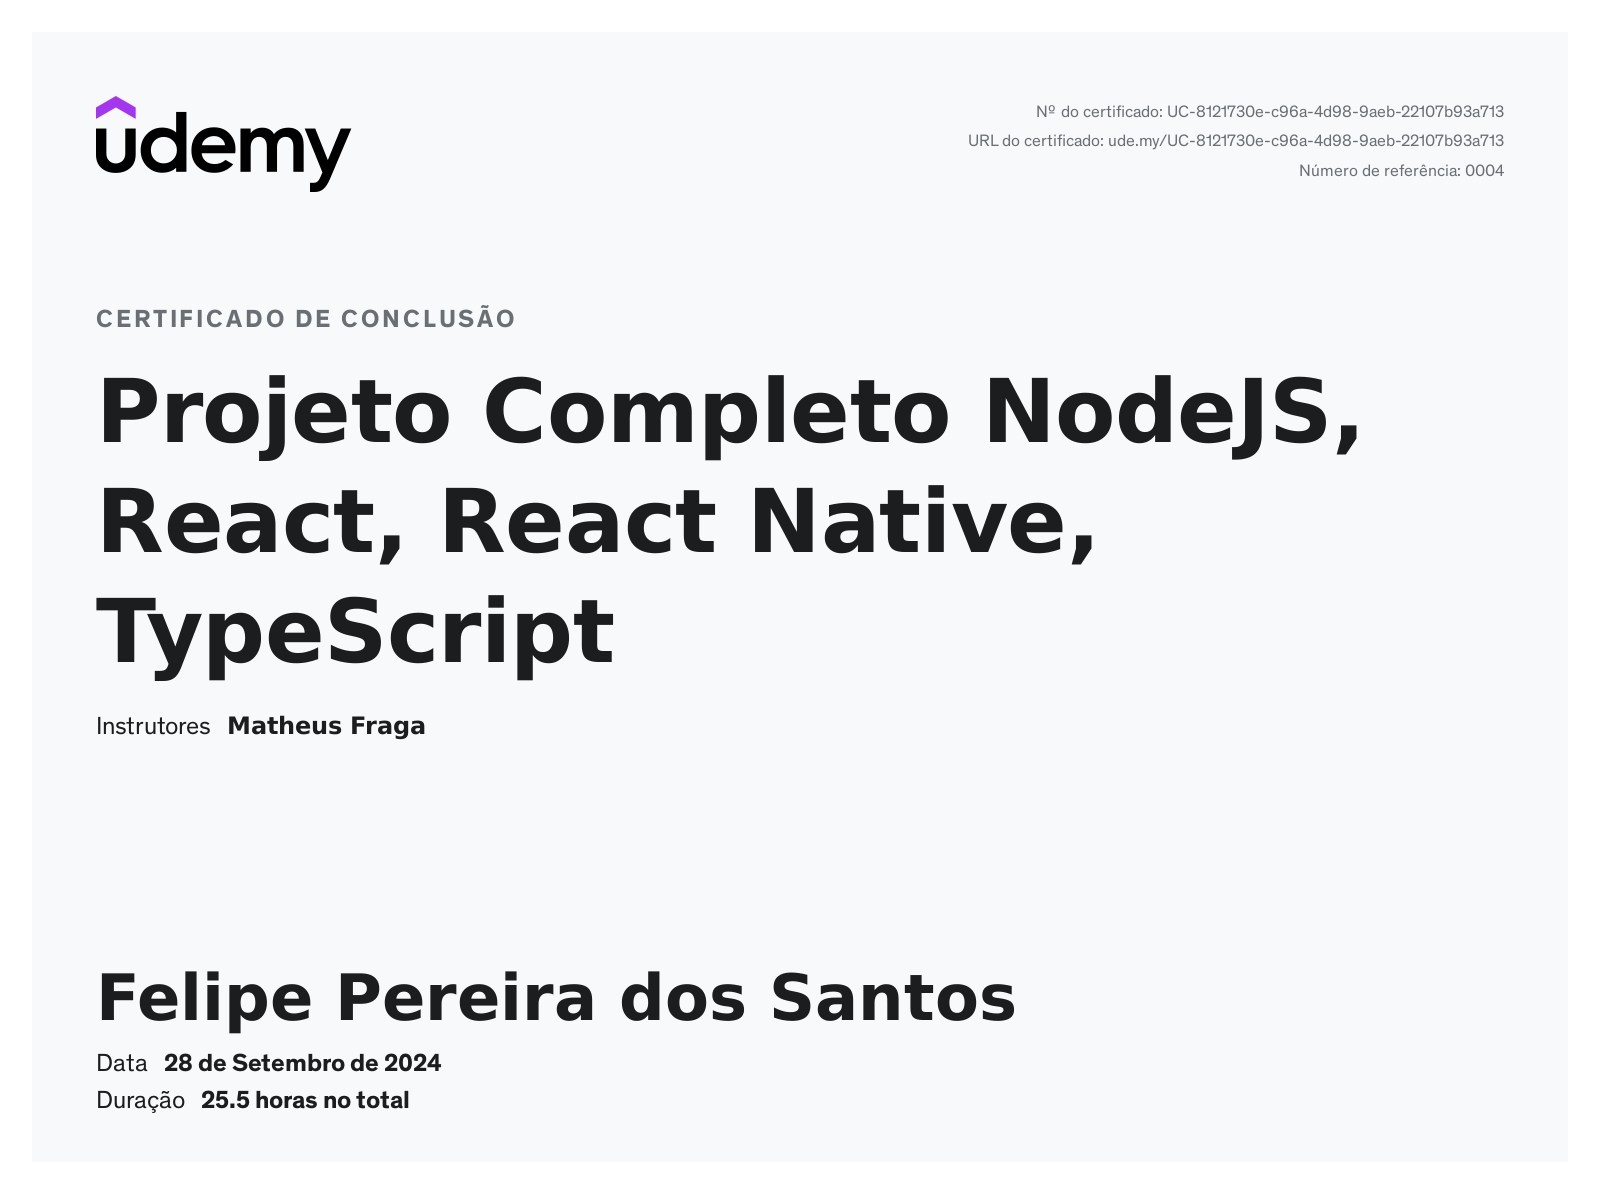 udemy
Nº do certificado: UC-8121730e-c96a-4d98-9aeb-22107b93a713
URL do certificado: ude.my/UC-8121730e-c96a-4d98-9aeb-22107b93a713
Número de referência: 0004
CERTIFICADO DE CONCLUSÃO
Projeto Completo NodeJS,
React, React Native,
TypeScript
Instrutores Matheus Fraga
Felipe Pereira dos Santos
Data 28 de Setembro de 2024
Duração 25.5 horas no total